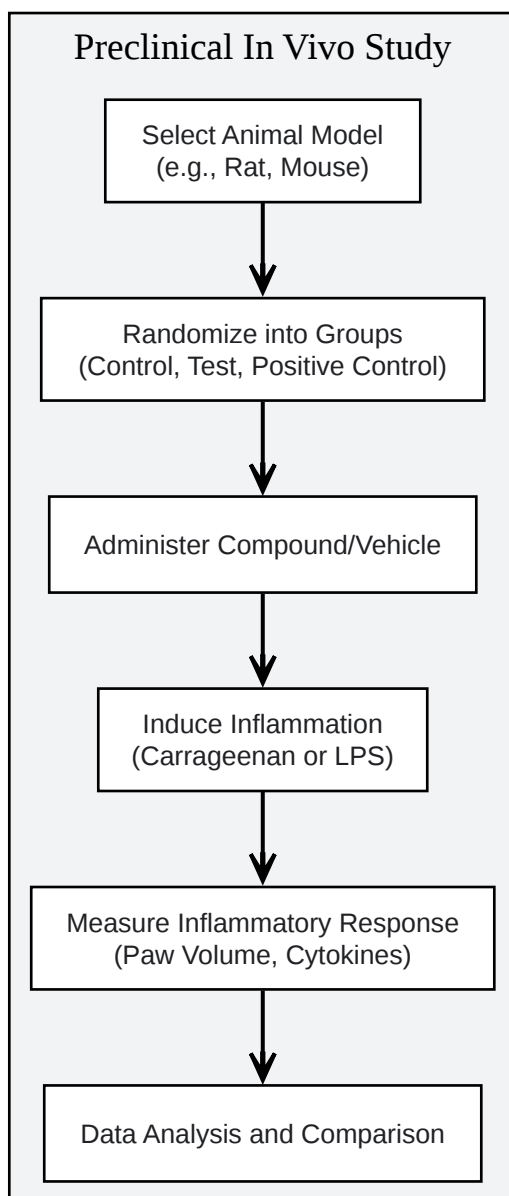 Preclinical In Vivo Study
Select Animal Model
(e.g., Rat, Mouse)
Randomize into Groups
(Control, Test, Positive Control)
Administer Compound/Vehicle
Induce Inflammation
(Carrageenan or LPS)
Measure Inflammatory Response
(Paw Volume, Cytokines)
Data Analysis and Comparison